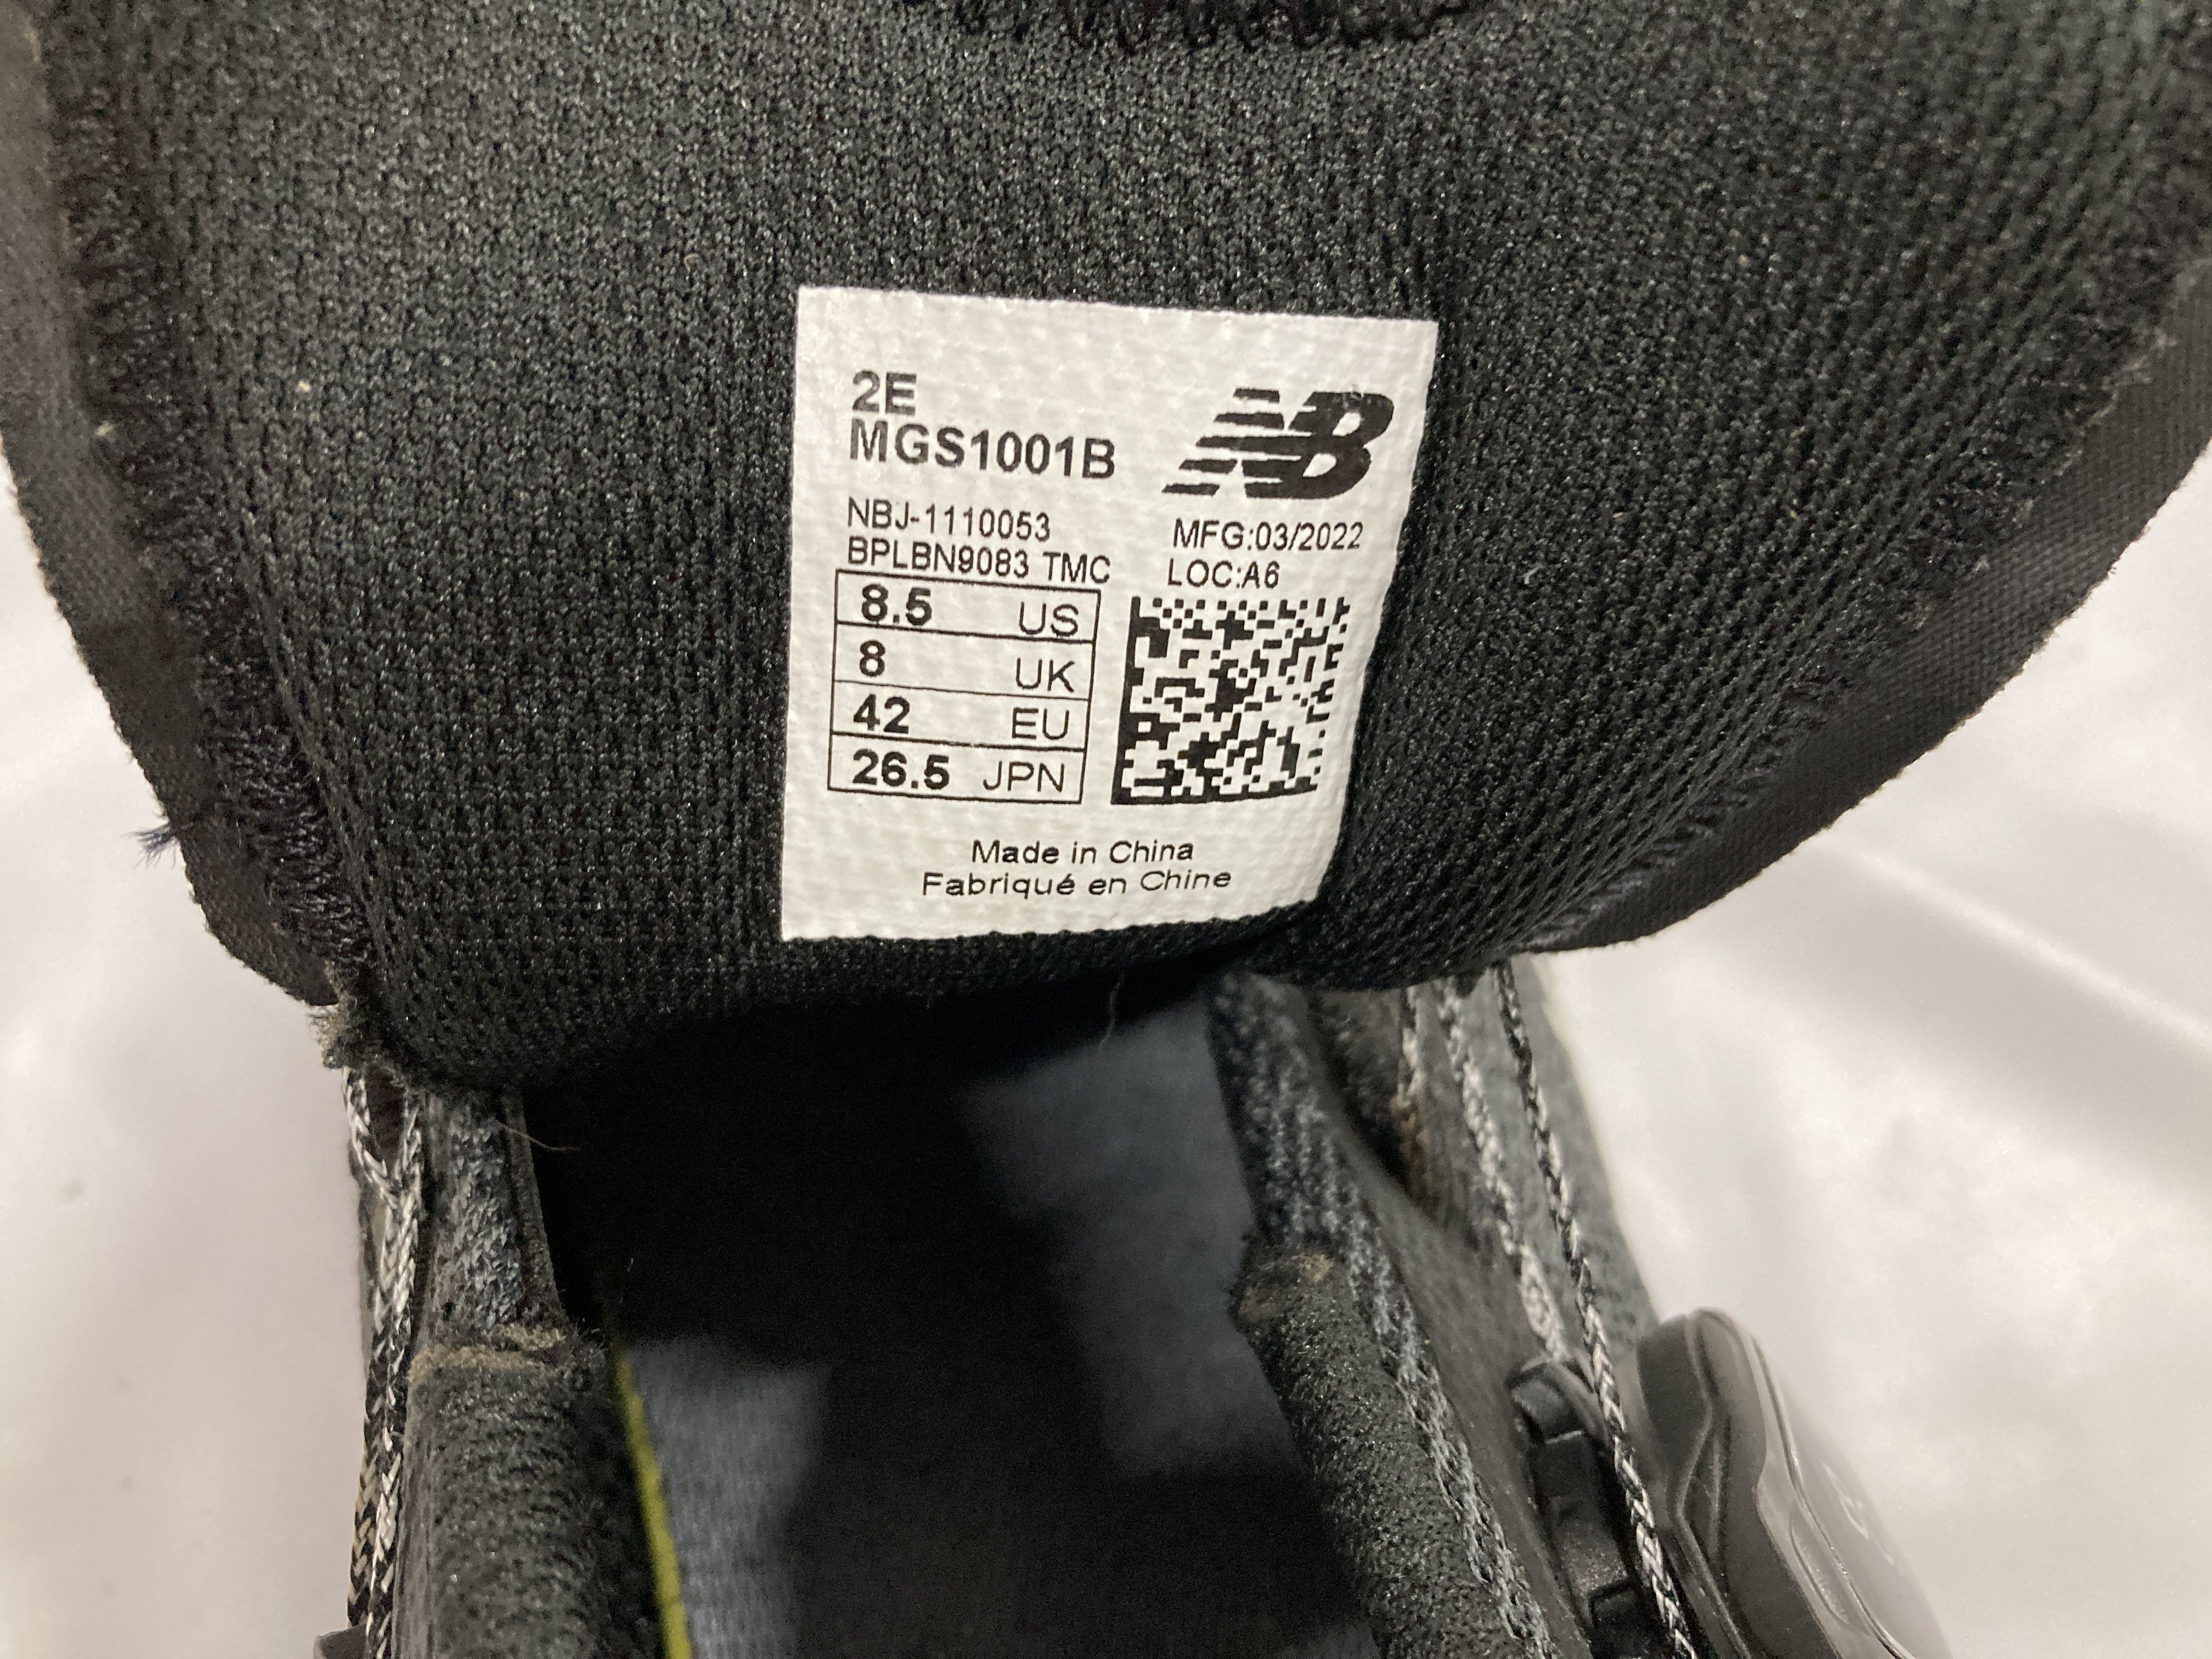 2E
MGS1001B
NB
NBJ-1110053
BPLBN9083 TMC
MFG:03/2022
LOC:A6
8.5 US
8 UK
42 EU
26.5 JPN
Made in China
Fabriqué en Chine